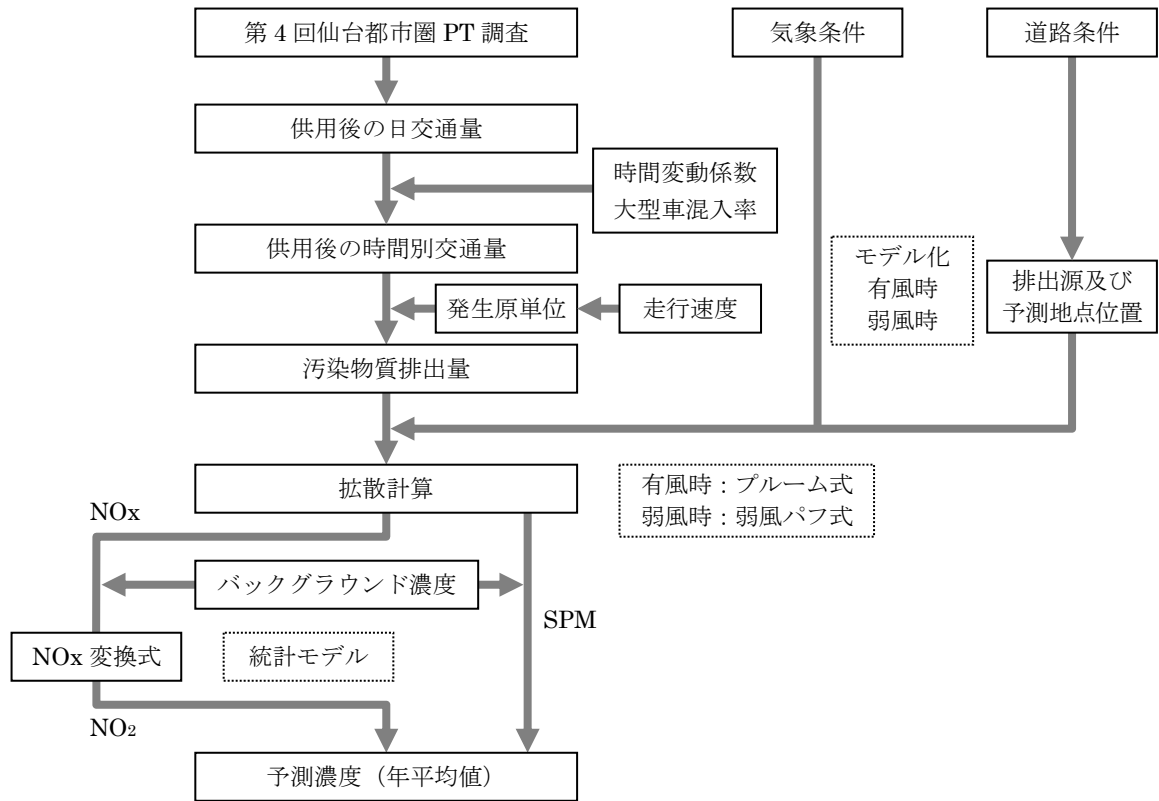 第 4 回仙台都市圏 PT 調査
気象条件
道路条件
供用後の日交通量
時間変動係数
大型車混入率
供用後の時間別交通量
モデル化
有風時
弱風時
排出源及び
予測地点位置
発生原単位
走行速度
汚染物質排出量
拡散計算
有風時：プルーム式
弱風時：弱風パフ式
NOx
バックグラウンド濃度
SPM
NOx 変換式
統計モデル
NO₂
予測濃度（年平均値）